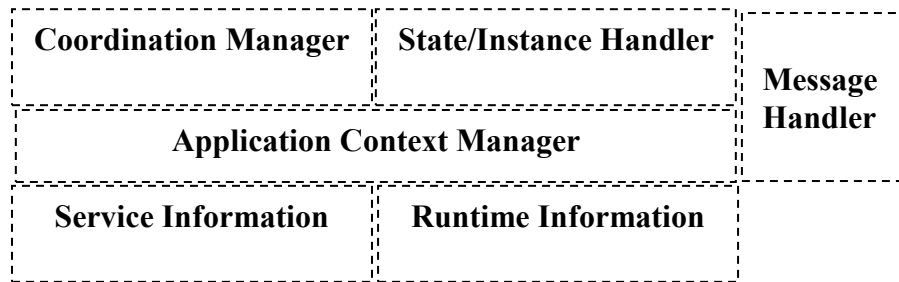 Coordination Manager
State/Instance Handler
Message
Handler
Application Context Manager
Service Information
Runtime Information